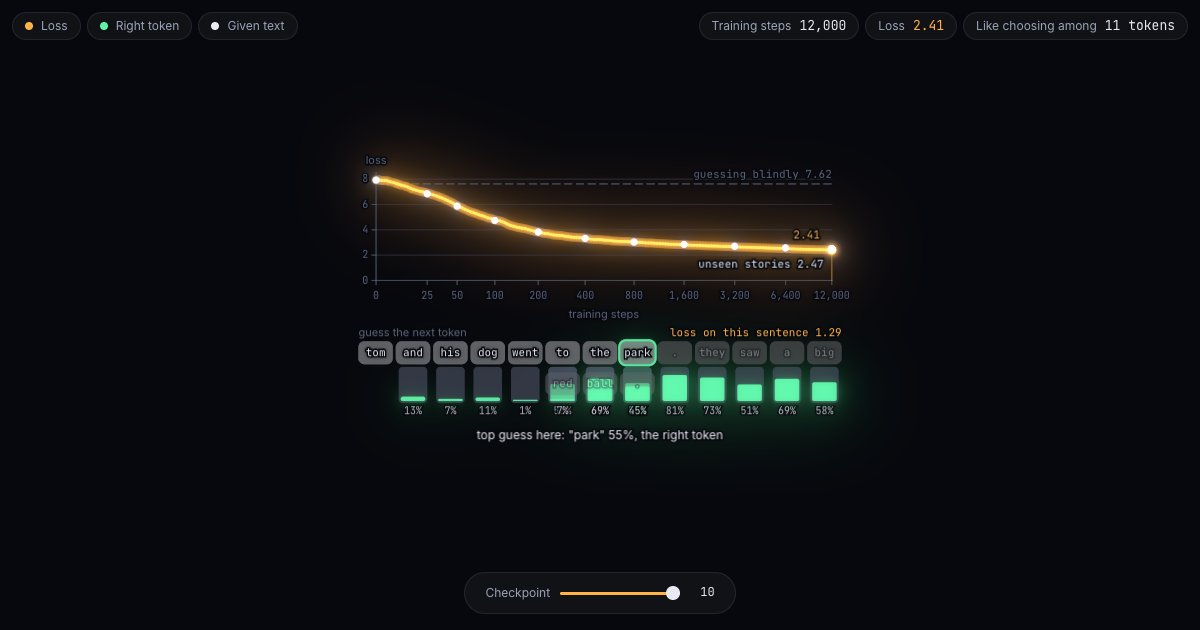 Loss
Right token
Given text
Training steps 12,000
Loss 2.41
Like choosing among 11 tokens
loss
guessing blindly 7.62
8
6
4
2
0
2.41
unseen stories 2.47
0 25 50 100 200 400 800 1,600 3,200 6,400 12,000
training steps
guess the next token
loss on this sentence 1.29
tom and his dog went to the park . they saw a big
red ball .
13% 7% 11% 1% 69% 45% 81% 73% 51% 69% 58%
top guess here: "park" 55%, the right token
Checkpoint 10